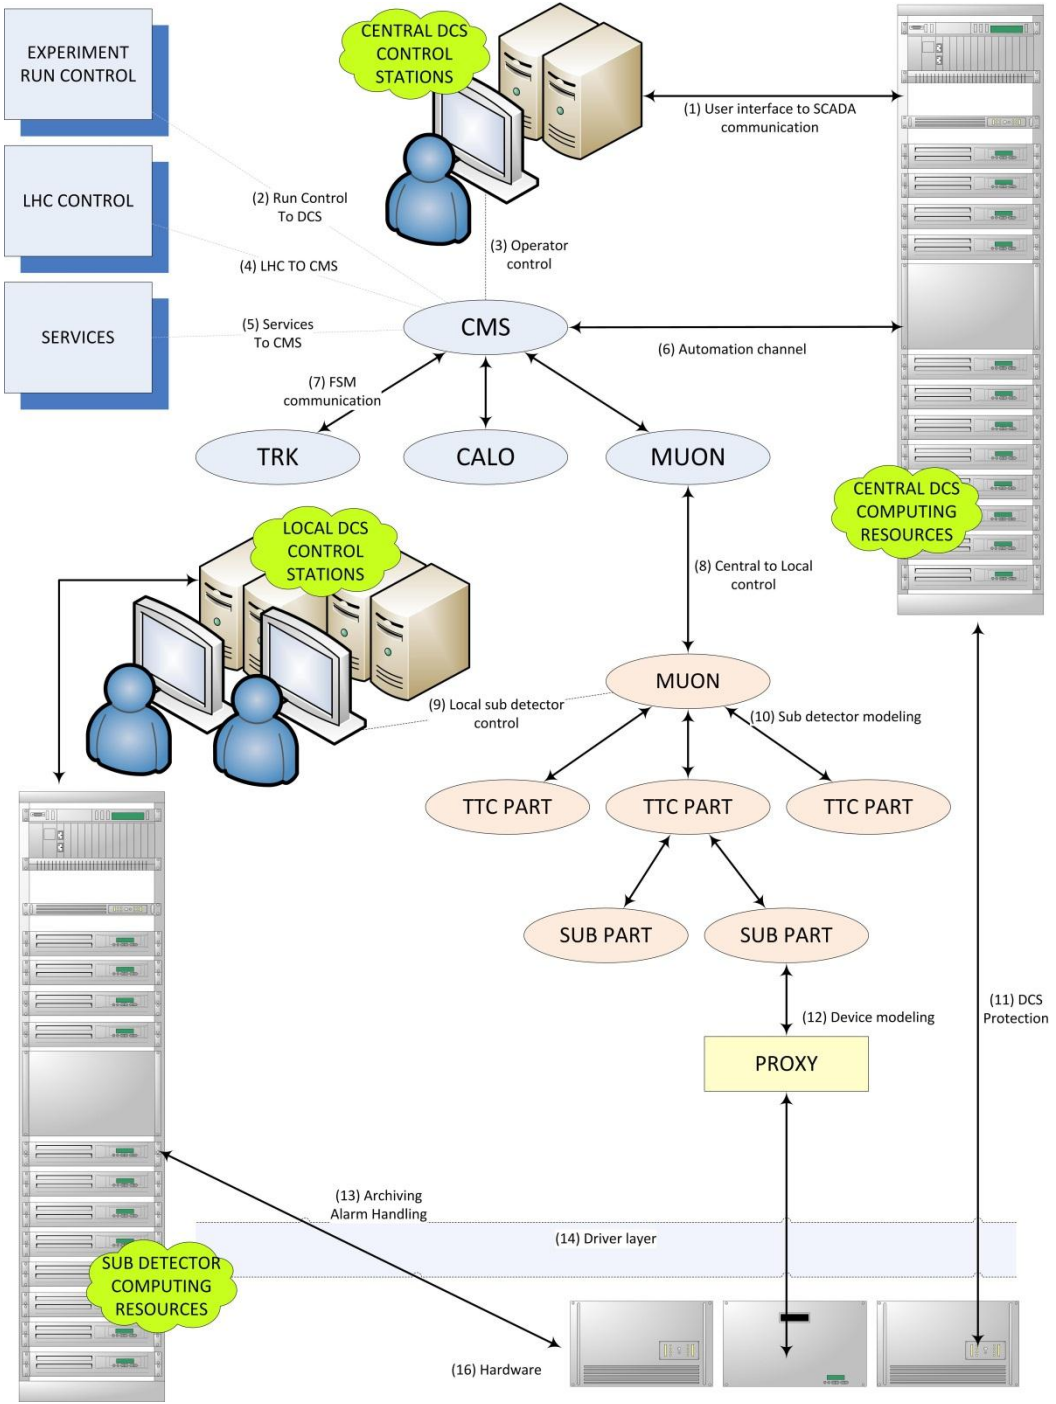 EXPERIMENT
RUN CONTROL
CENTRAL DCS
CONTROL
STATIONS
(1) User interface to SCADA
communication
LHC CONTROL
(2) Run Control
To DCS
(3) Operator
control
(4) LHC TO CMS
SERVICES
(5) Services
To CMS
CMS
(6) Automation channel
(7) FSM
communication
TRK
CALO
MUON
CENTRAL DCS
COMPUTING
RESOURCES
LOCAL DCS
CONTROL
STATIONS
(8) Central to Local
control
MUON
(9) Local sub detector
control
(10) Sub detector modeling
TTC PART
TTC PART
TTC PART
SUB PART
SUB PART
(11) DCS
Protection
(12) Device modeling
PROXY
(13) Archiving
Alarm Handling
(14) Driver layer
SUB DETECTOR
COMPUTING
RESOURCES
(16) Hardware